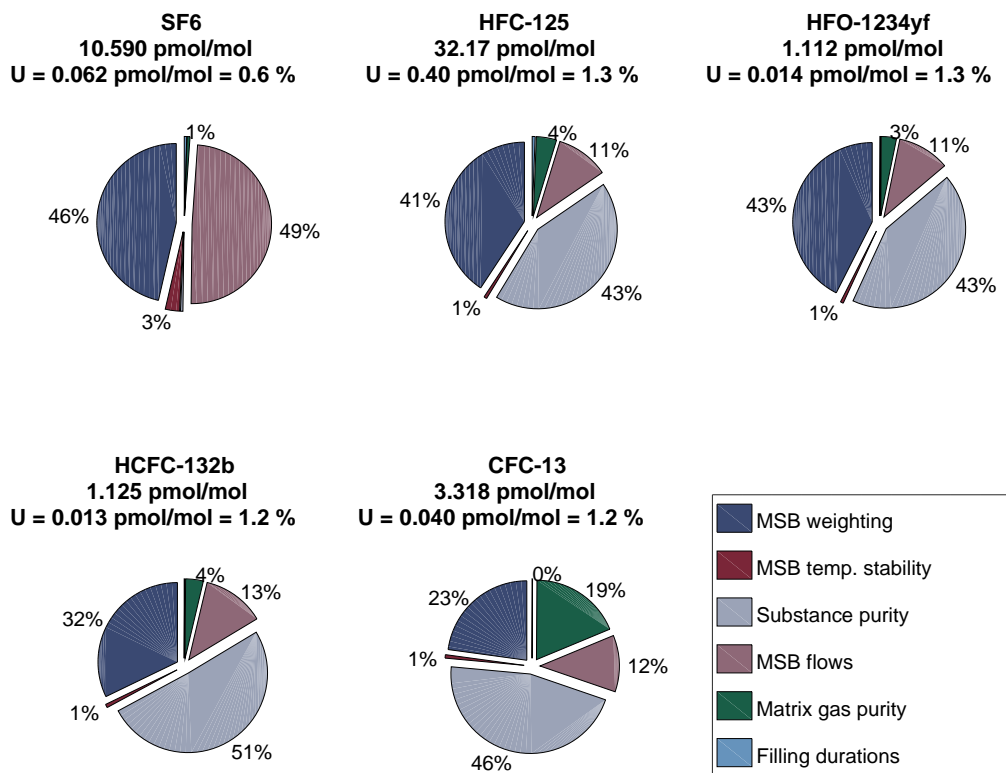 SF6
10.590 pmol/mol
U = 0.062 pmol/mol = 0.6 %
1%
46%
49%
3%
HFC-125
32.17 pmol/mol
U = 0.40 pmol/mol = 1.3 %
4%
11%
41%
43%
1%
HFO-1234yf
1.112 pmol/mol
U = 0.014 pmol/mol = 1.3 %
3%
11%
43%
43%
1%
HCFC-132b
1.125 pmol/mol
U = 0.013 pmol/mol = 1.2 %
4%
13%
32%
1%
51%
CFC-13
3.318 pmol/mol
U = 0.040 pmol/mol = 1.2 %
0%
19%
23%
1%
12%
46%
MSB weighting
MSB temp. stability
Substance purity
MSB flows
Matrix gas purity
Filling durations